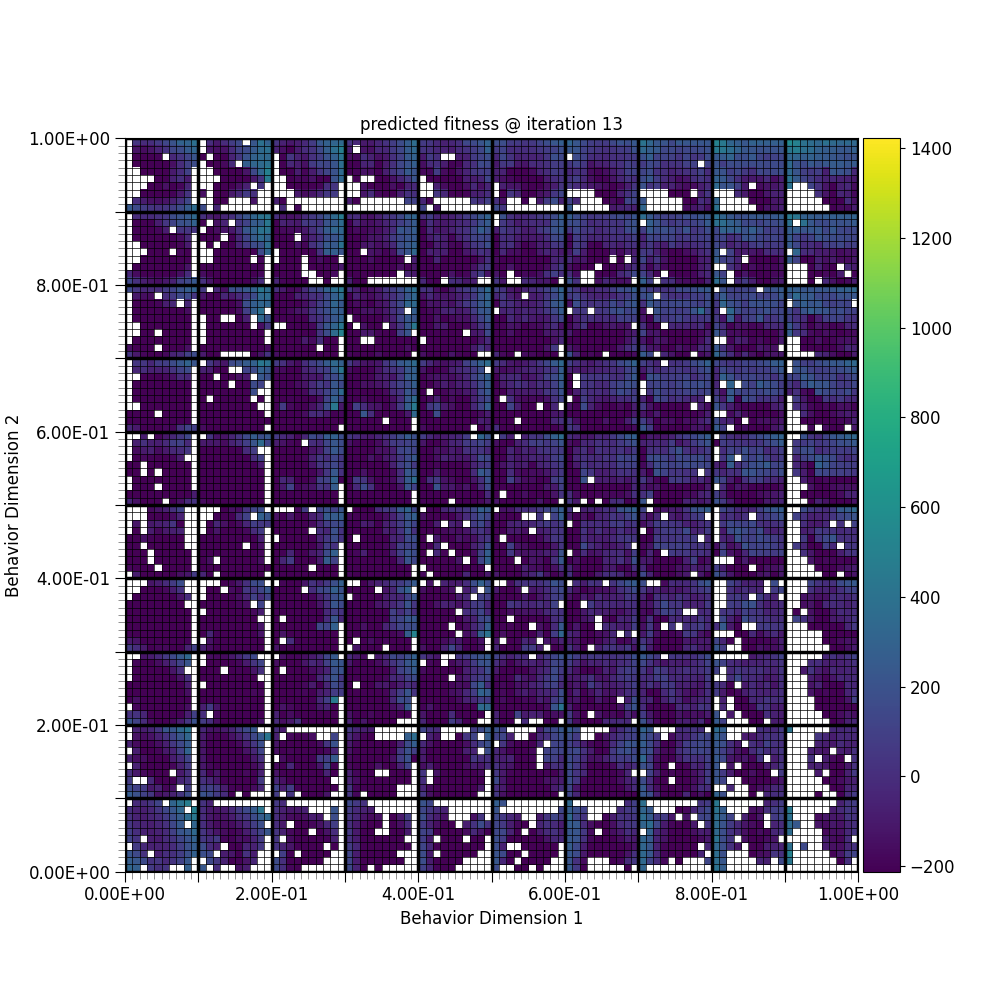 predicted fitness @ iteration 13
1.00E+00
8.00E-01
6.00E-01
4.00E-01
2.00E-01
0.00E+00
Behavior Dimension 2
0.00E+00 2.00E-01 4.00E-01 6.00E-01 8.00E-01 1.00E+00
Behavior Dimension 1
1400
1200
1000
800
600
400
200
0
−200